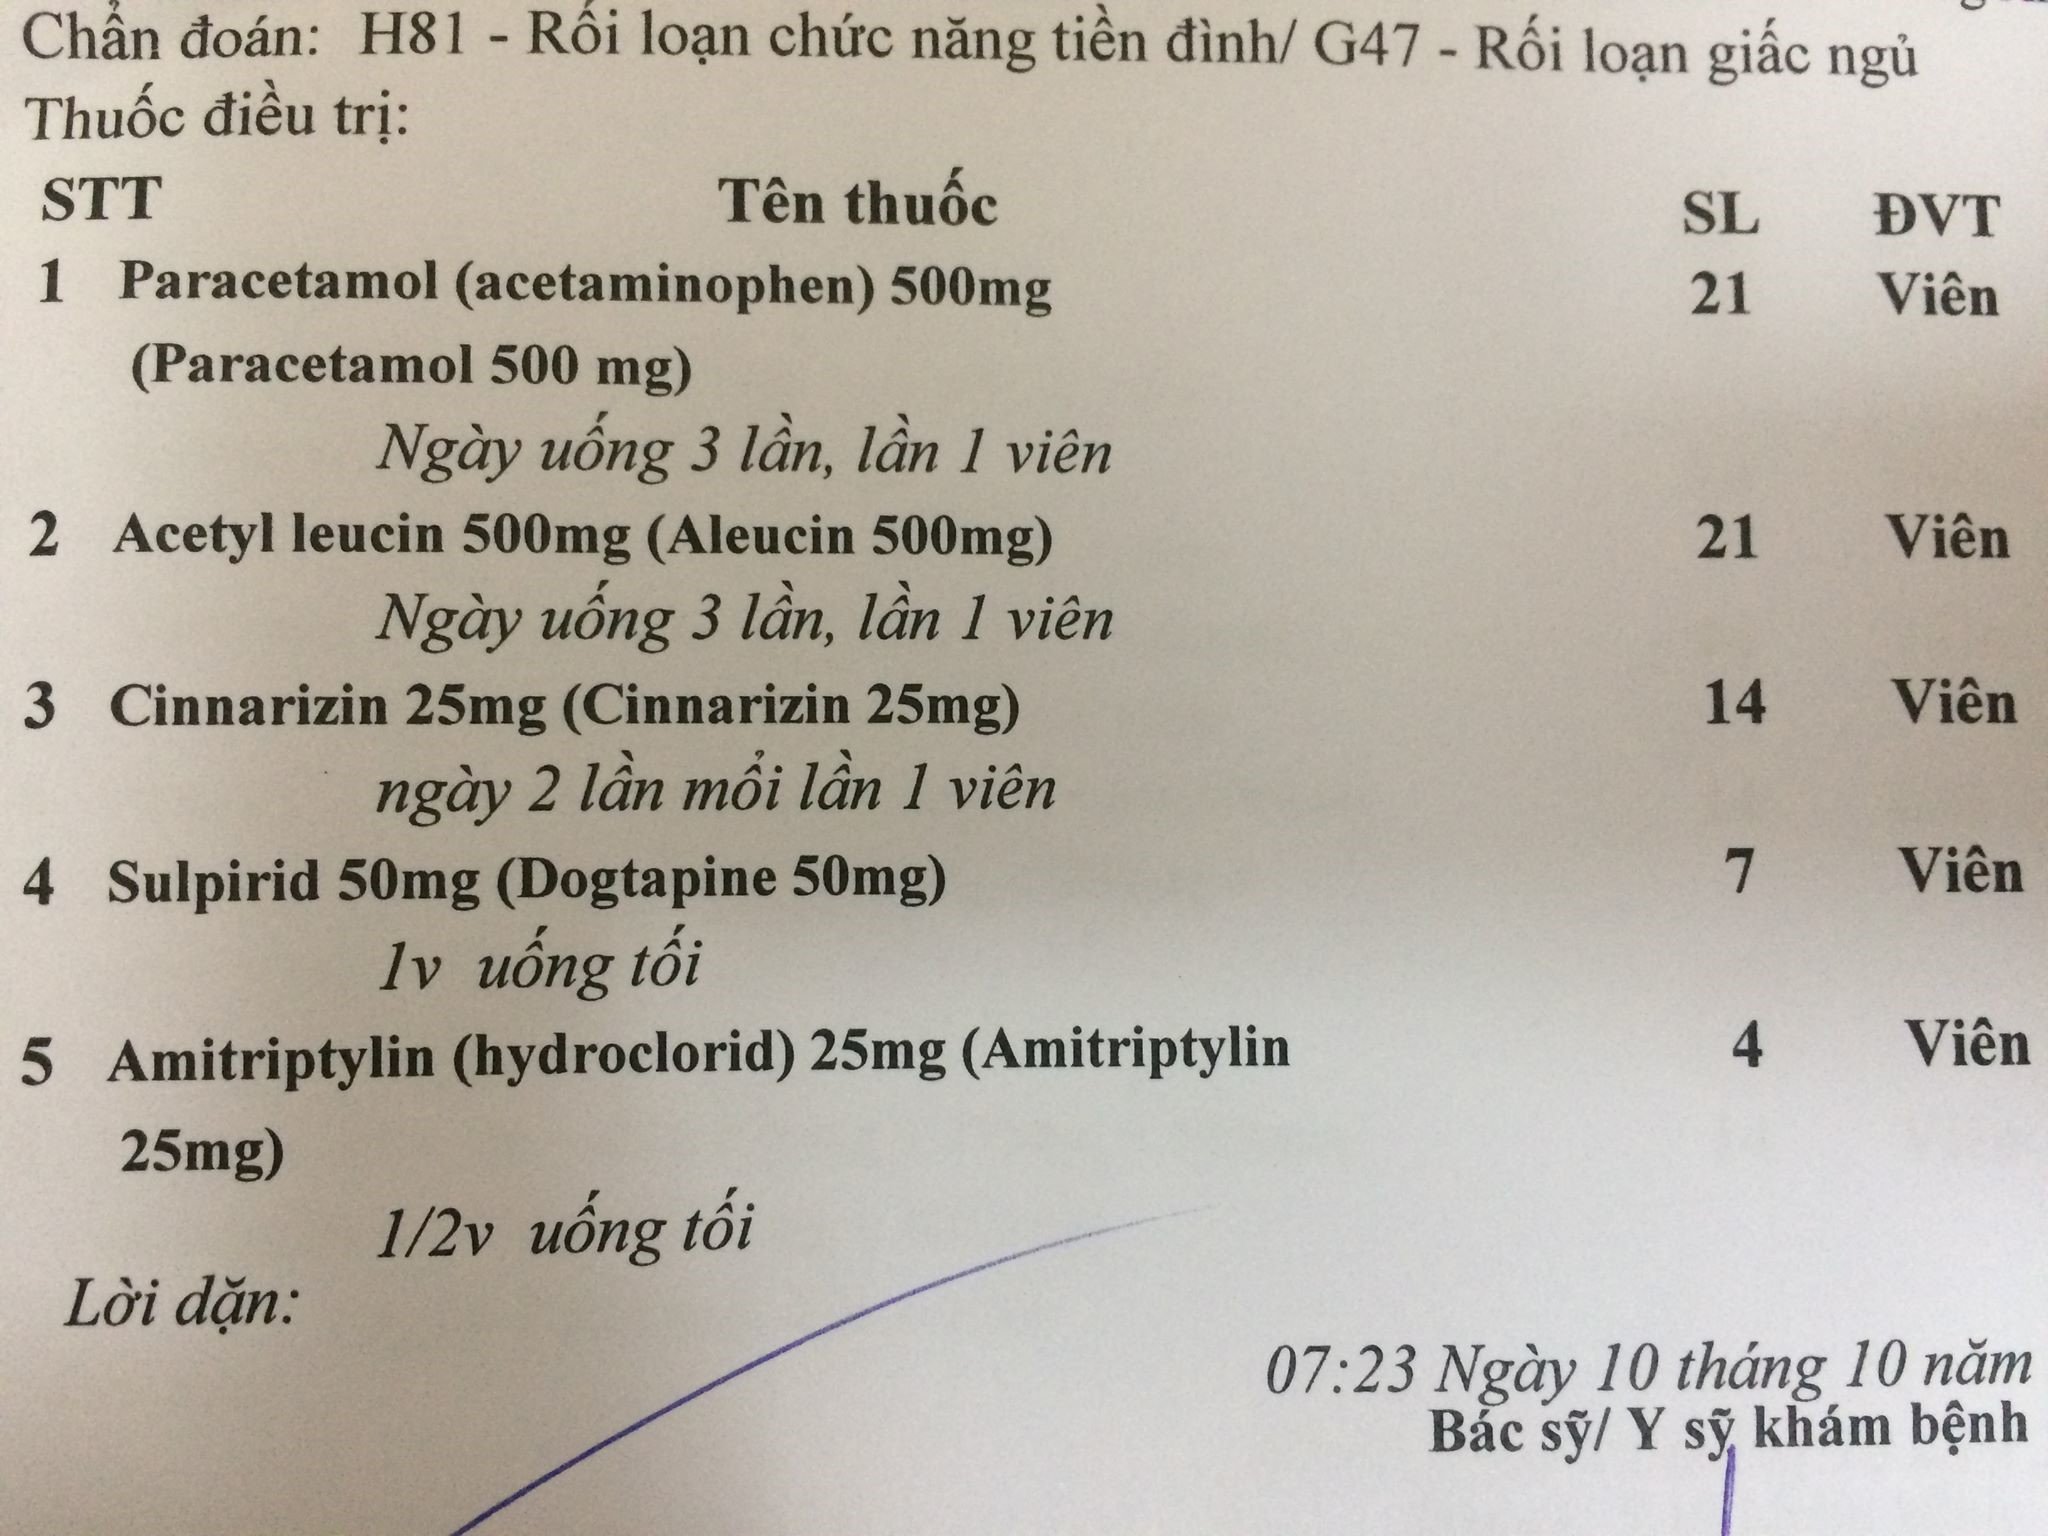 Chẩn đoán: H81 - Rối loạn chức năng tiền đình/ G47 - Rối loạn giấc ngủ
Thuốc điều trị:
STT Tên thuốc SL ĐVT
1 Paracetamol (acetaminophen) 500mg 21 Viên
(Paracetamol 500 mg)
Ngày uống 3 lần, lần 1 viên
2 Acetyl leucin 500mg (Aleucin 500mg) 21 Viên
Ngày uống 3 lần, lần 1 viên
3 Cinnarizin 25mg (Cinnarizin 25mg) 14 Viên
ngày 2 lần mổi lần 1 viên
4 Sulpirid 50mg (Dogtapine 50mg) 7 Viên
1v uống tối
5 Amitriptylin (hydroclorid) 25mg (Amitriptylin 4 Viên
25mg)
1/2v uống tối
Lời dặn:
07:23 Ngày 10 tháng 10 năm
Bác sỹ/ Y sỹ khám bệnh